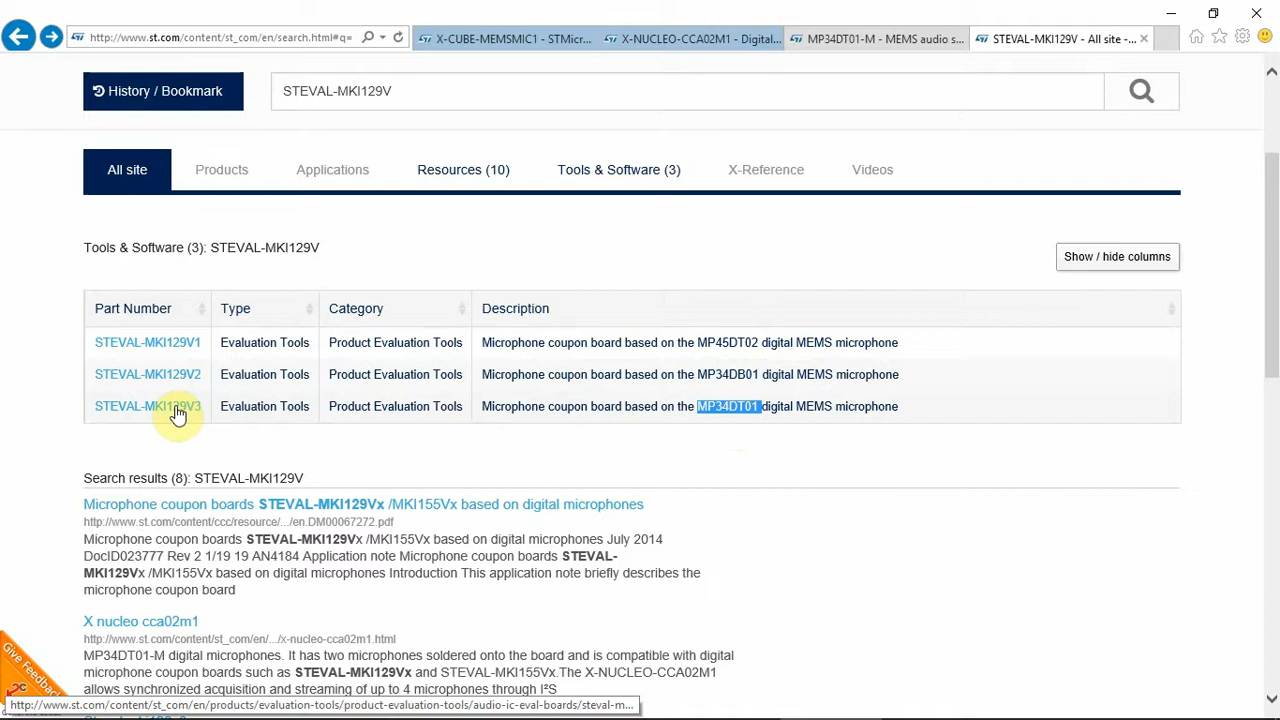 http://www.st.com/content/st_com/en/search.html#q=
X-CUBE-MEMSMIC1 - STMicr...
X-NUCLEO-CCA02M1 - Digital...
MP34DT01-M - MEMS audio s...
STEVAL-MKI129V - All site -...
History / Bookmark
STEVAL-MKI129V
All site
Products
Applications
Resources (10)
Tools & Software (3)
X-Reference
Videos
Tools & Software (3): STEVAL-MKI129V
Show / hide columns
Part Number Type Category Description
STEVAL-MKI129V1 Evaluation Tools Product Evaluation Tools Microphone coupon board based on the MP45DT02 digital MEMS microphone
STEVAL-MKI129V2 Evaluation Tools Product Evaluation Tools Microphone coupon board based on the MP34DB01 digital MEMS microphone
STEVAL-MKI129V3 Evaluation Tools Product Evaluation Tools Microphone coupon board based on the MP34DT01 digital MEMS microphone
Search results (8): STEVAL-MKI129V
Microphone coupon boards STEVAL-MKI129Vx /MKI155Vx based on digital microphones
http://www.st.com/content/ccc/resource/.../en.DM00067272.pdf
Microphone coupon boards STEVAL-MKI129Vx /MKI155Vx based on digital microphones July 2014
DocID023777 Rev 2 1/19 19 AN4184 Application note Microphone coupon boards STEVAL-
MKI129Vx /MKI155Vx based on digital microphones Introduction This application note briefly describes the
microphone coupon board
X nucleo cca02m1
http://www.st.com/content/st_com/en/.../x-nucleo-cca02m1.html
MP34DT01-M digital microphones. It has two microphones soldered onto the board and is compatible with digital
microphone coupon boards such as STEVAL-MKI129Vx and STEVAL-MKI155Vx.The X-NUCLEO-CCA02M1
allows synchronized acquisition and streaming of up to 4 microphones through I²S
Give Feedback
http://www.st.com/content/st_com/en/products/evaluation-tools/product-evaluation-tools/audio-ic-eval-boards/steval-m...